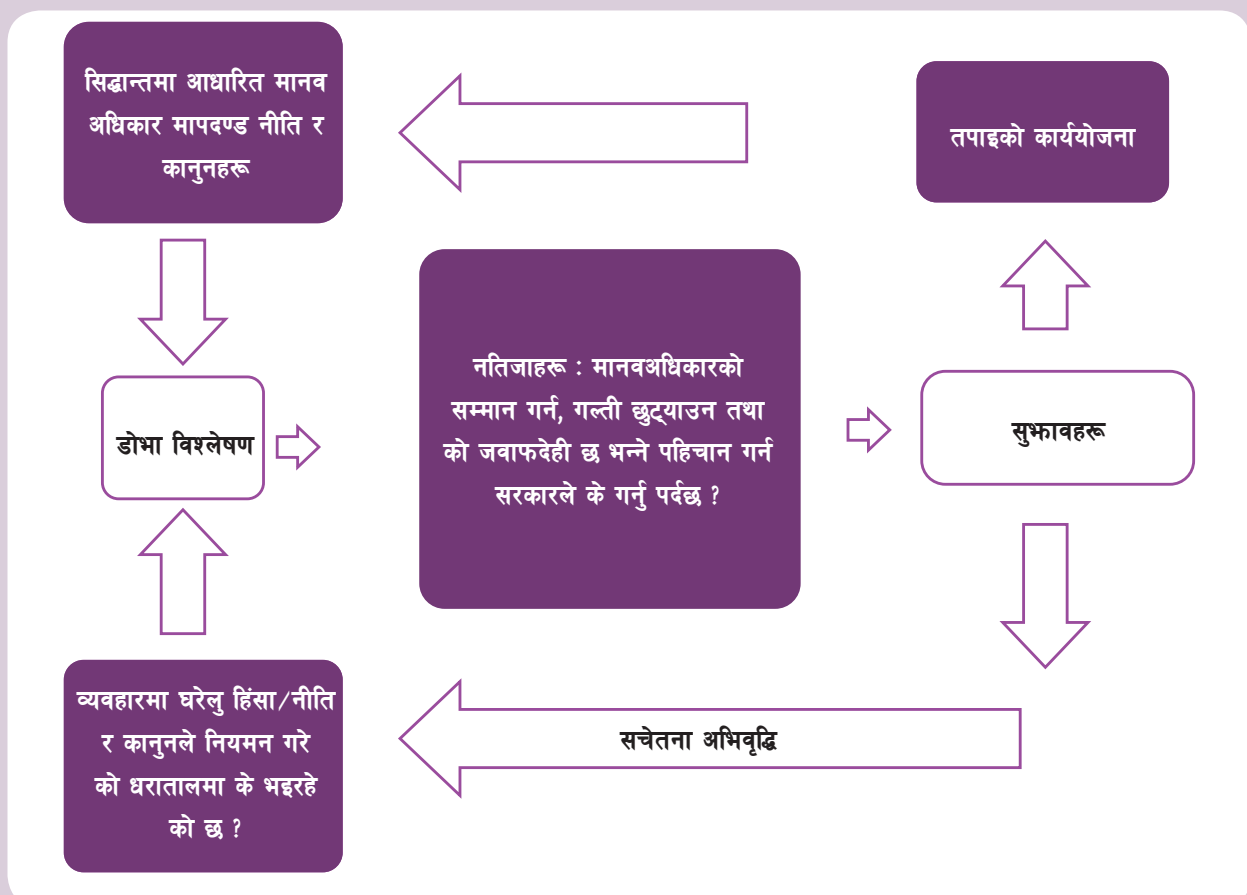 सिद्धान्तमा आधारित मानव
अधिकार मापदण्ड नीति र
कानुनहरू
तपाइको कार्ययोजना
नतिजाहरू : मानवअधिकारको
सम्मान गर्न, गल्ती छुट्याउन तथा
को जवाफदेही छ भन्ने पहिचान गर्न
सरकारले के गर्नु पर्दछ ?
डोभा विश्लेषण
सुझावहरू
व्यवहारमा घरेलु हिंसा/नीति
र कानुनले नियमन गरे
को धरातालमा के भइरहे
को छ ?
सचेतना अभिवृद्धि